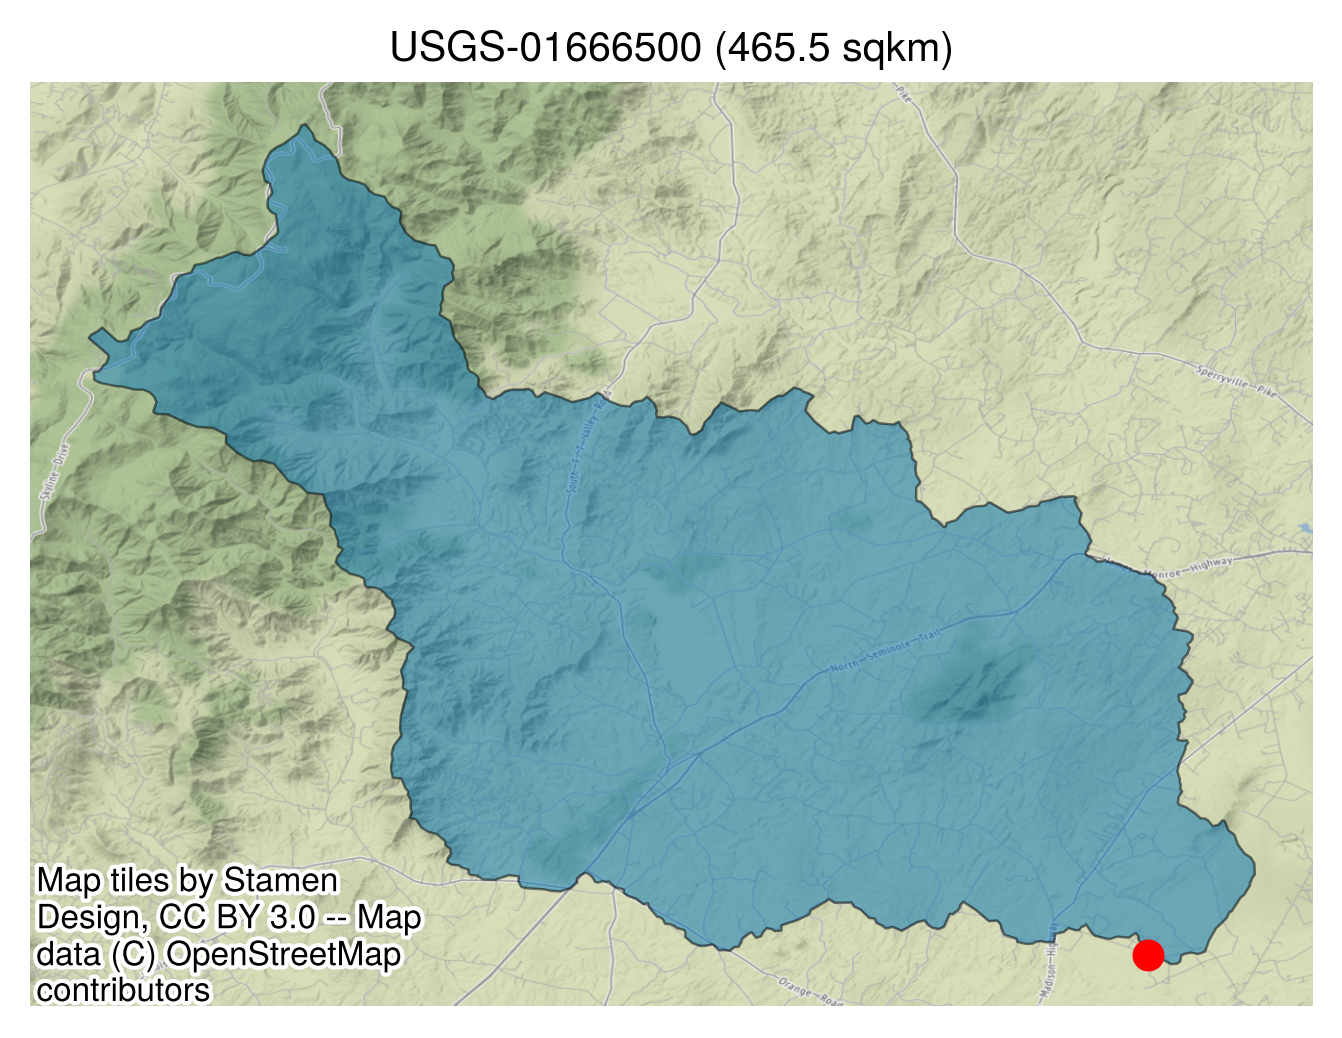 USGS-01666500 (465.5 sqkm)
Pike
Sperryville-Pike
Skyline-Drive
South-F-T-Valley-Road
Monroe-Highway
North-Seminole-Trail
Madison-Highway
Orange-Road
Map tiles by Stamen
Design, CC BY 3.0 -- Map
data (C) OpenStreetMap
contributors